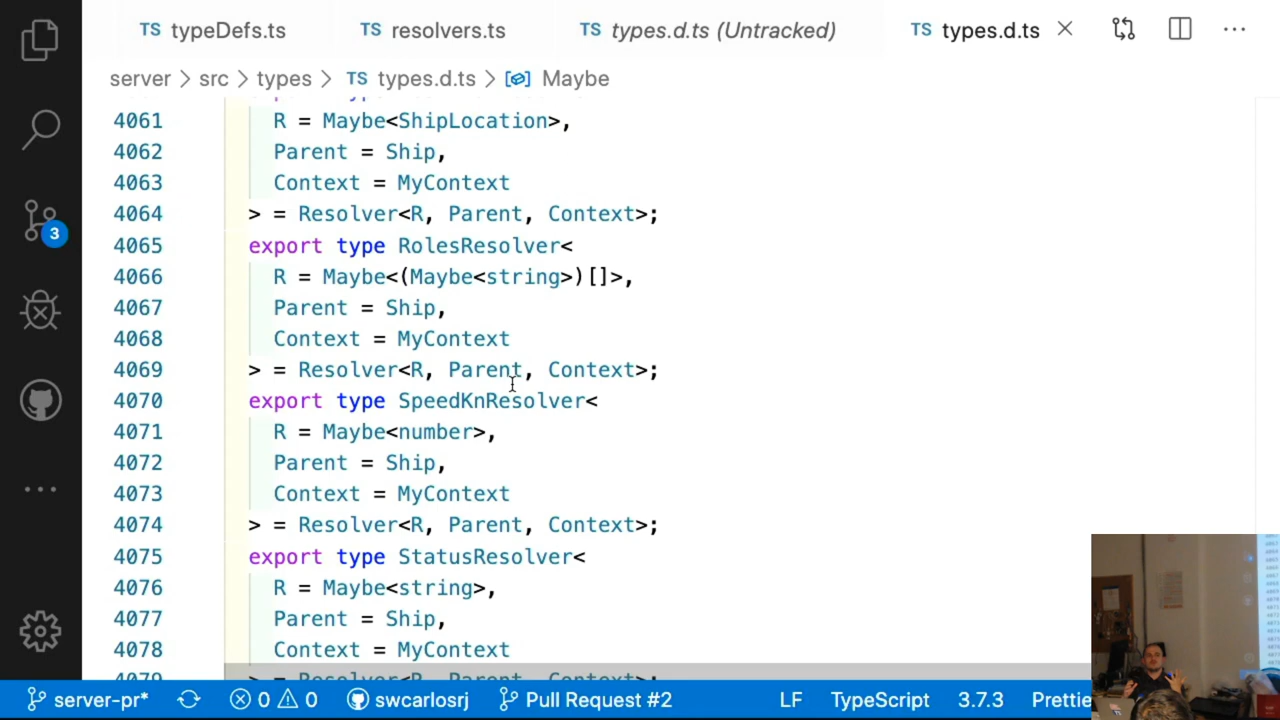 TS typeDefs.ts TS resolvers.ts TS types.d.ts (Untracked) TS types.d.ts
server > src > types > TS types.d.ts > Maybe
4061 R = Maybe<ShipLocation>,
4062 Parent = Ship,
4063 Context = MyContext
4064 > = Resolver<R, Parent, Context>;
4065 export type RolesResolver<
4066 R = Maybe<(Maybe<string>)[]>,
4067 Parent = Ship,
4068 Context = MyContext
4069 > = Resolver<R, Parent, Context>;
4070 export type SpeedKnResolver<
4071 R = Maybe<number>,
4072 Parent = Ship,
4073 Context = MyContext
4074 > = Resolver<R, Parent, Context>;
4075 export type StatusResolver<
4076 R = Maybe<string>,
4077 Parent = Ship,
4078 Context = MyContext
4079 > = Resolver<R, Parent, Context>;
3
server-pr* 0 0 swcarlosrj Pull Request #2 LF TypeScript 3.7.3 Prettie